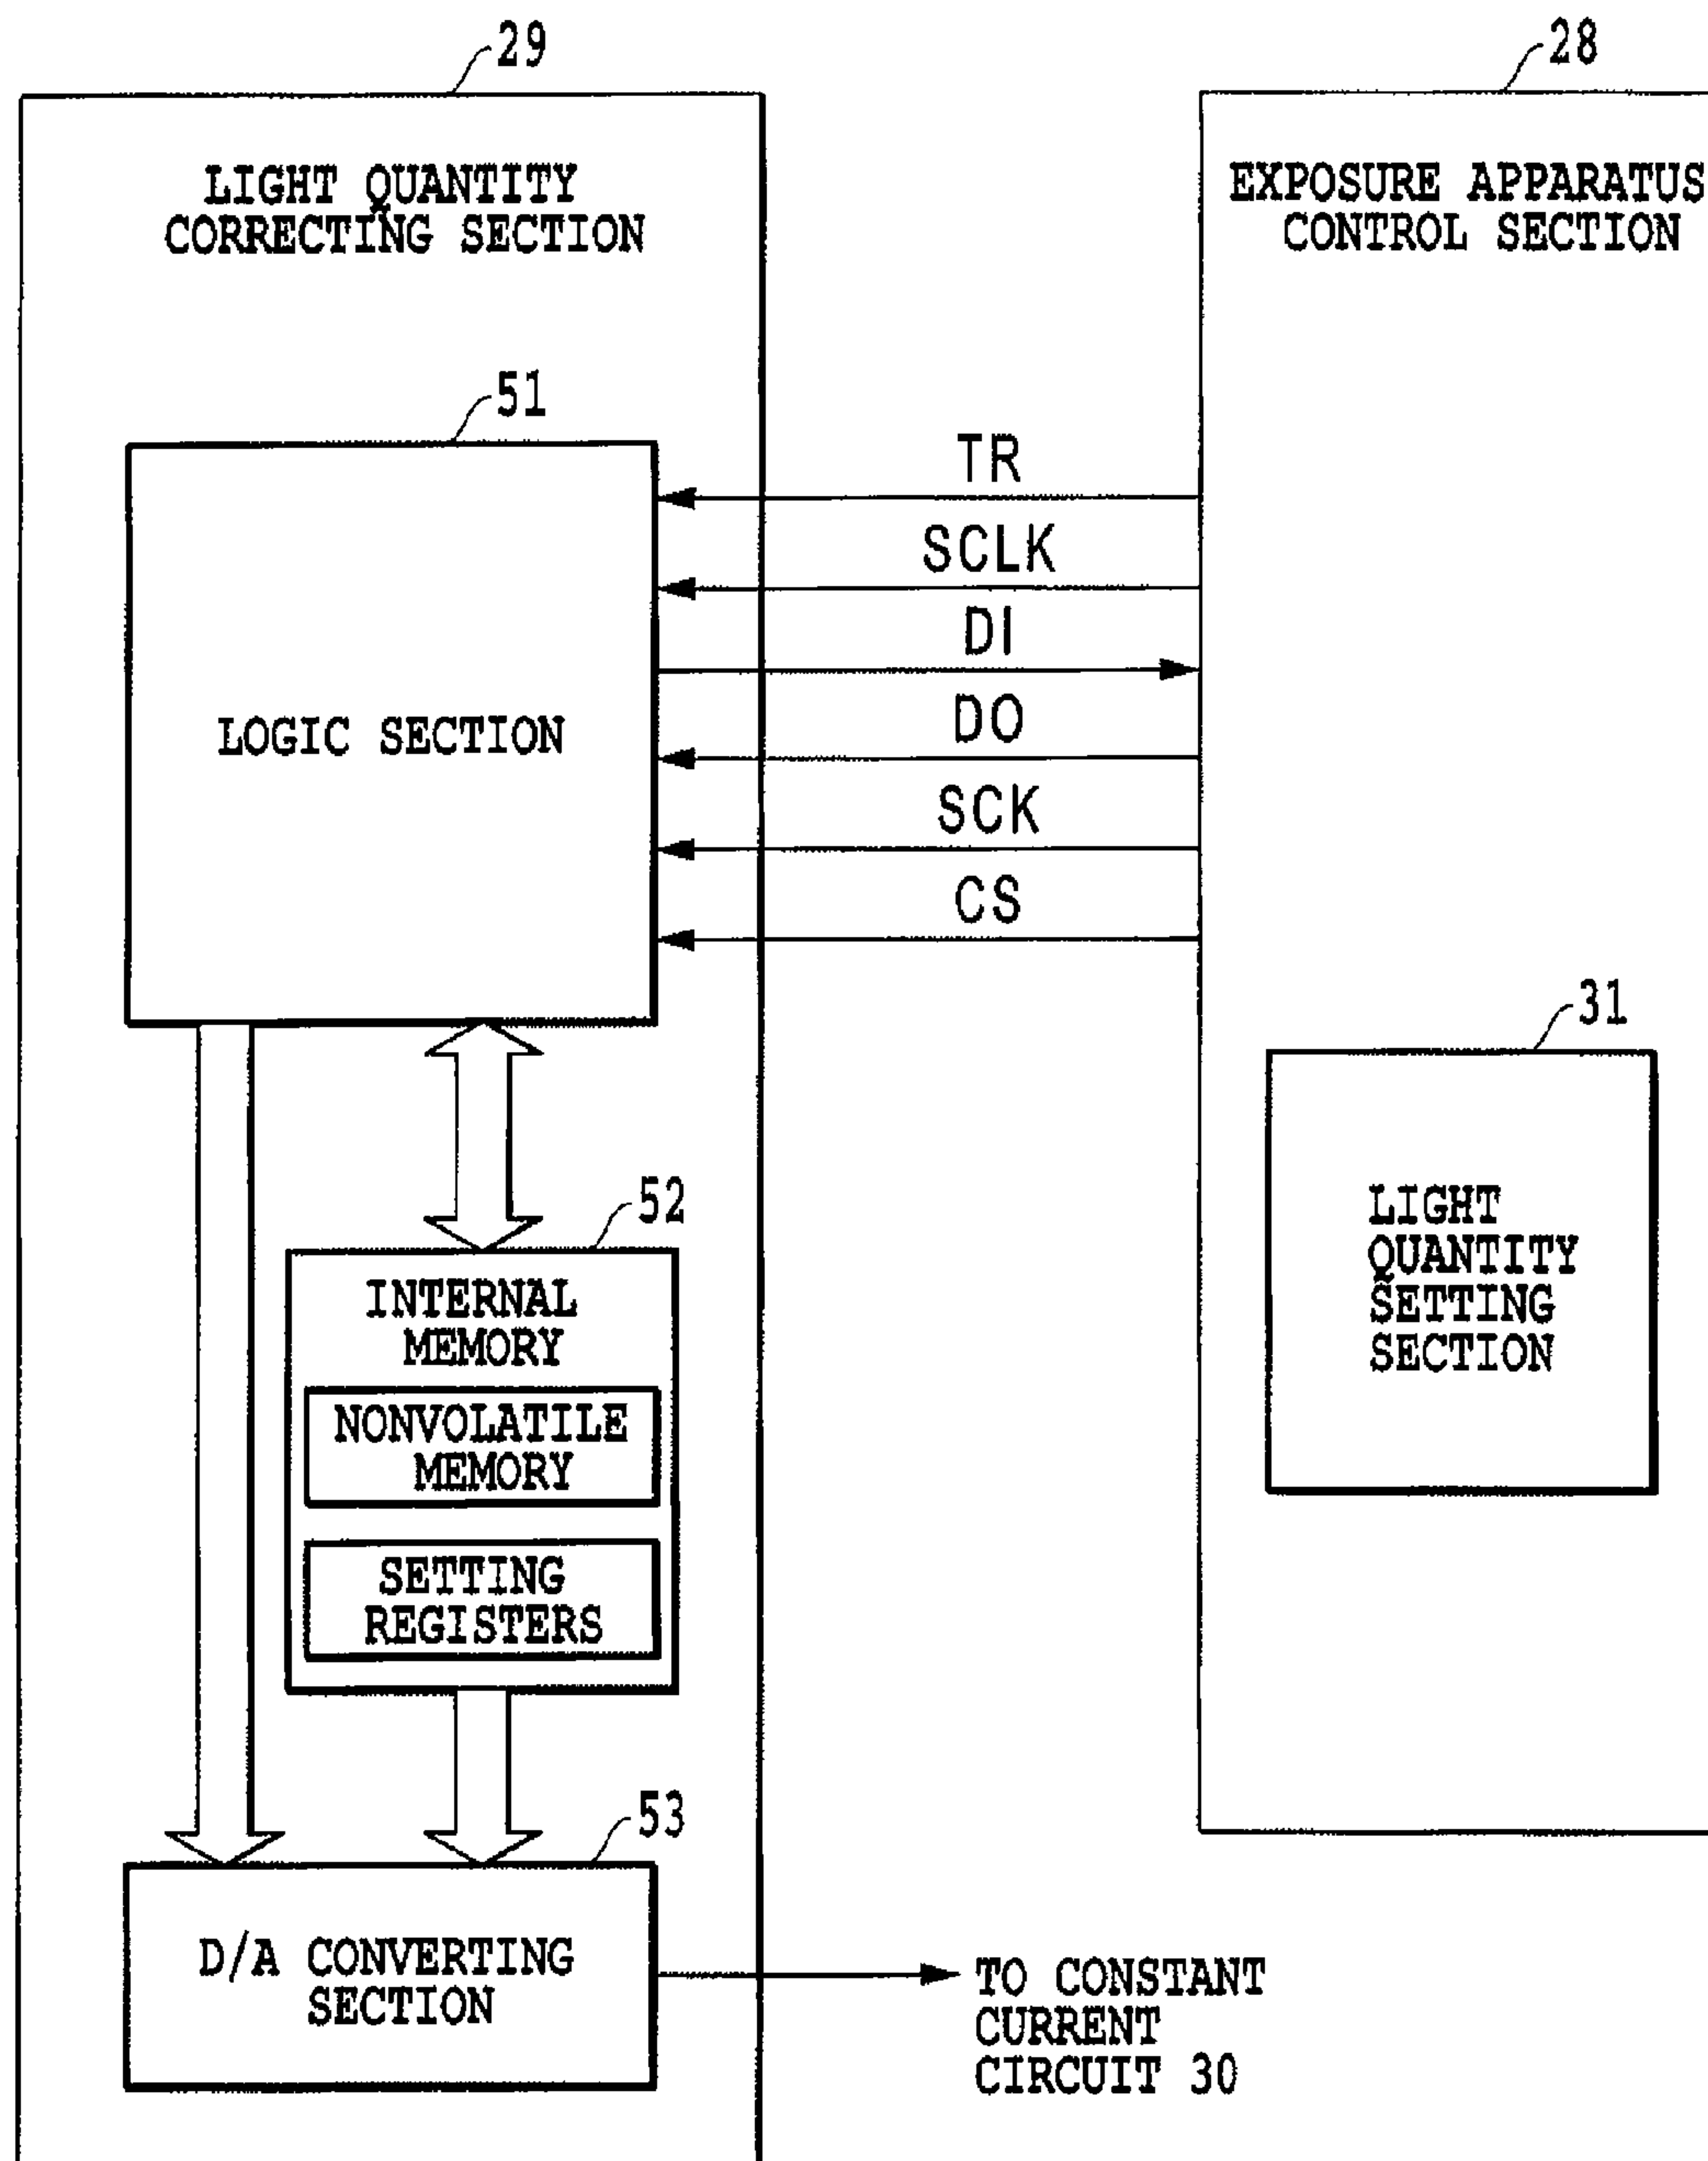 29
28
LIGHT QUANTITY
CORRECTING SECTION
EXPOSURE APPARATUS
CONTROL SECTION
51
TR
SCLK
DI
LOGIC SECTION
DO
SCK
CS
31
LIGHT
QUANTITY
SETTING
SECTION
52
INTERNAL
MEMORY
NONVOLATILE
MEMORY
SETTING
REGISTERS
53
D/A CONVERTING
SECTION
TO CONSTANT
CURRENT
CIRCUIT 30